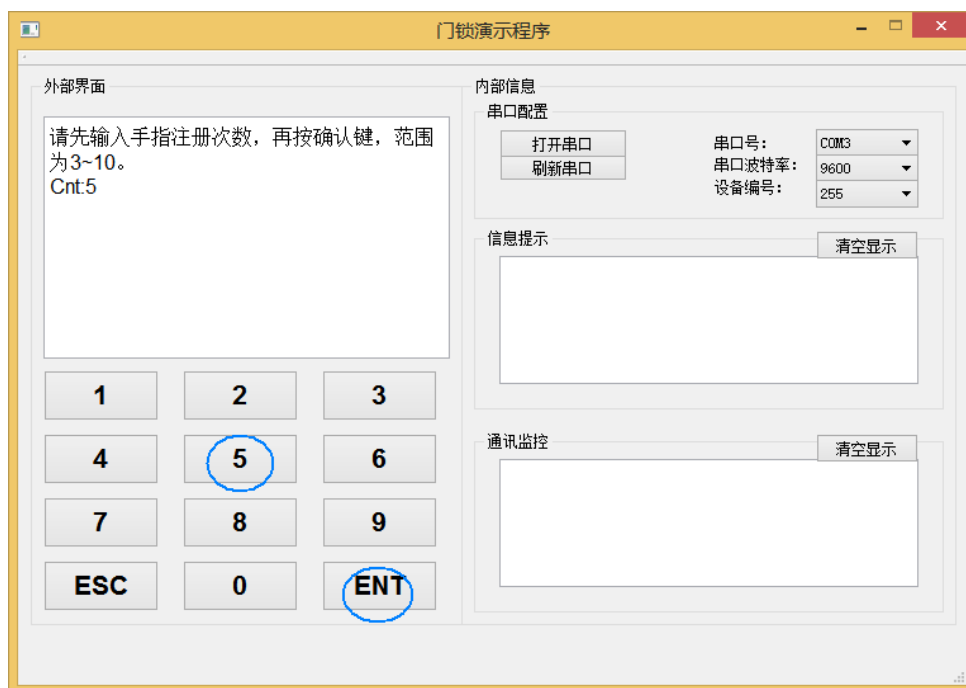 门锁演示程序
外部界面
请先输入手指注册次数，再按确认键，范围
为3~10。
Cnt:5
1 2 3
4 5 6
7 8 9
ESC 0 ENT
内部信息
串口配置
打开串口
刷新串口
串口号: COM3
串口波特率: 9600
设备编号: 255
信息提示
清空显示
通讯监控
清空显示